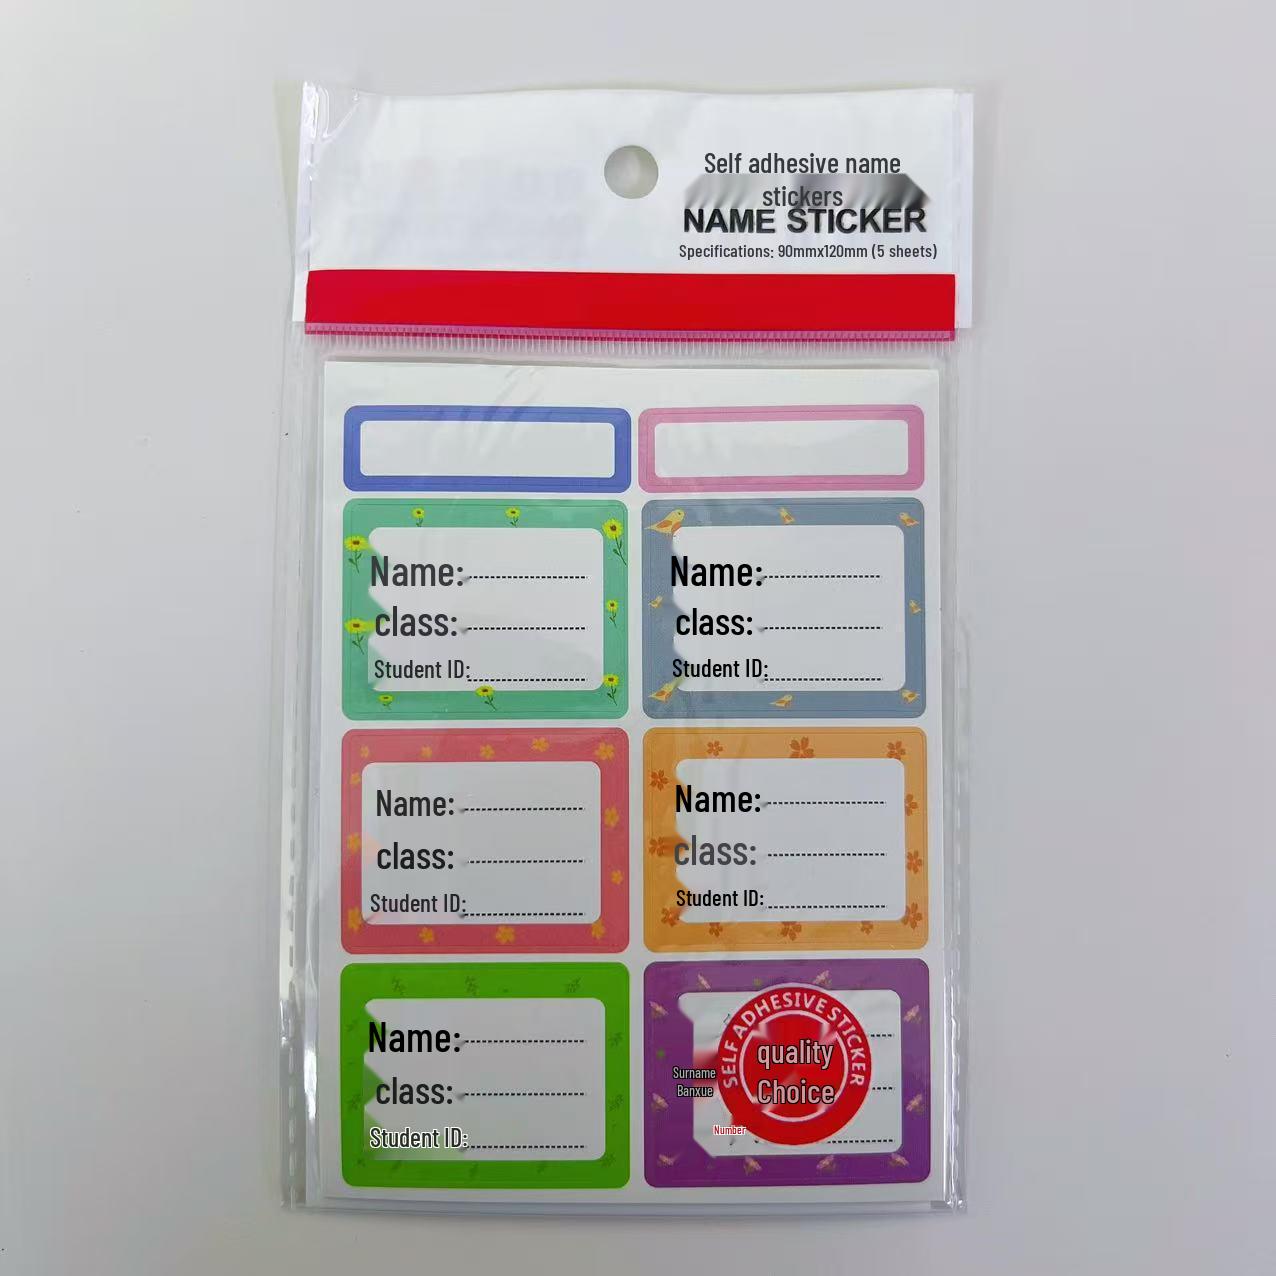 Self adhesive name
stickers
NAME STICKER
Specifications: 90mmx120mm (5 sheets)
Name:
class:
Student ID:
Name:
class:
Student ID:
Name:
class:
Student ID:
Name:
class:
Student ID:
Name:
class:
Student ID:
SELF ADHESIVE STICKER
quality
Choice
Surname
Banxue
Number